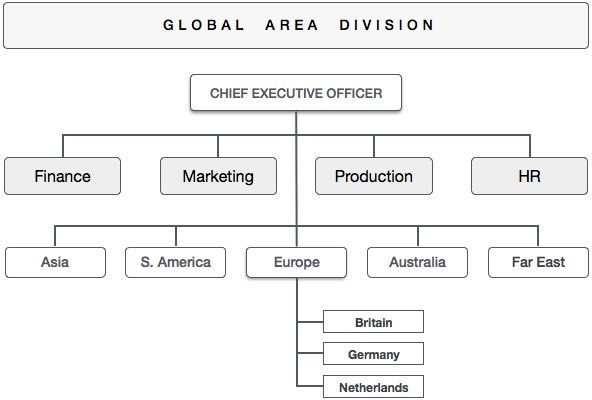 GLOBAL AREA DIVISION
CHIEF EXECUTIVE OFFICER
Finance Marketing Production HR
Asia S. America Europe Australia Far East
Britain
Germany
Netherlands